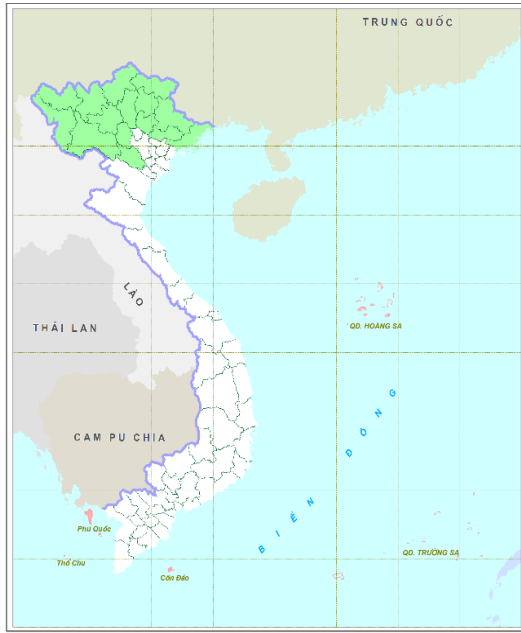 TRUNG QUỐC
LÀO
QĐ. HOÀNG SA
THÁI LAN
BIỂN ĐÔNG
CAM PU CHIA
Phú Quốc
QĐ. TRƯỜNG SA
Thổ Chu
Côn Đảo